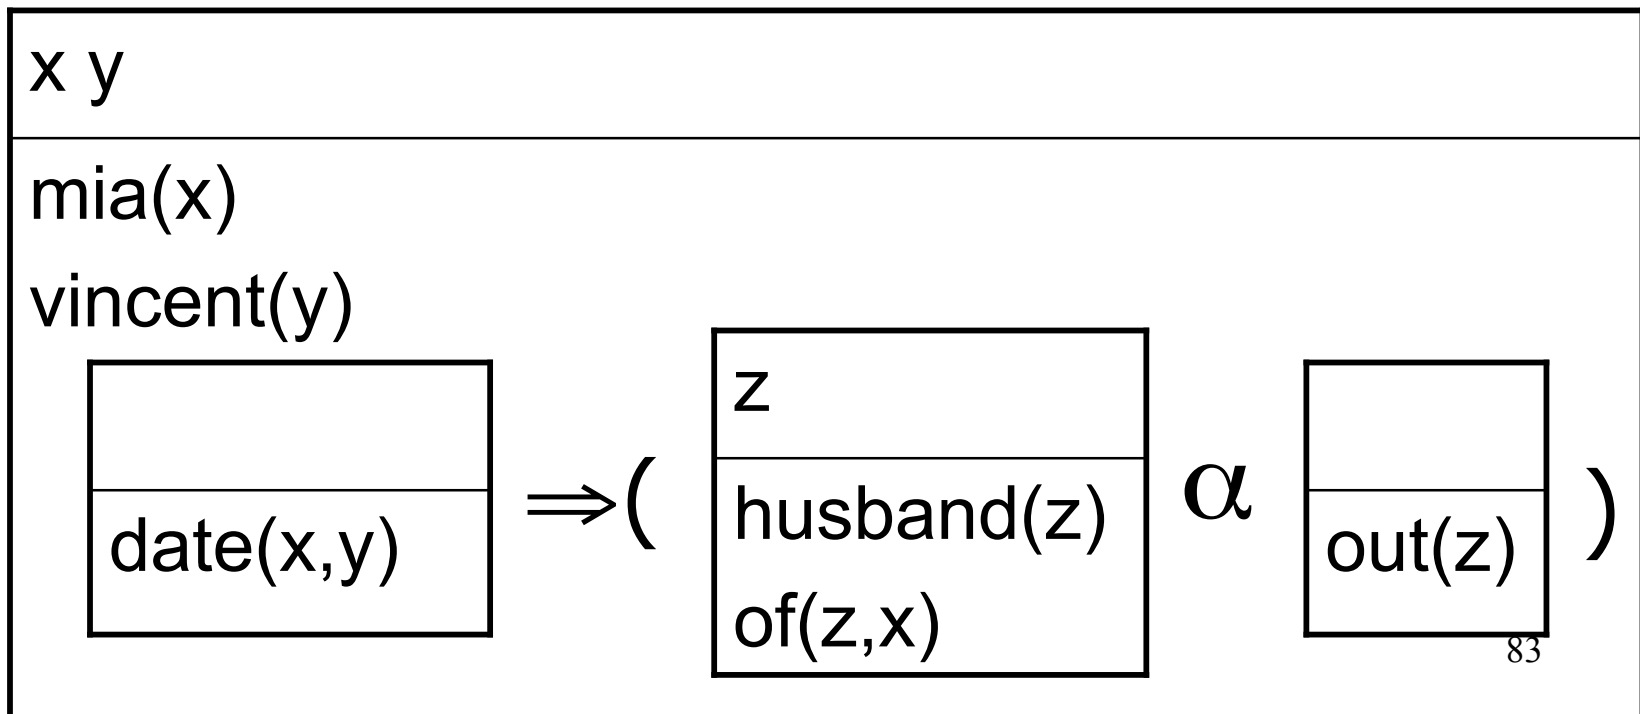 x y
mia(x)
vincent(y)
date(x,y)
⇒(
z
husband(z)
of(z,x)
α
out(z)
)
83